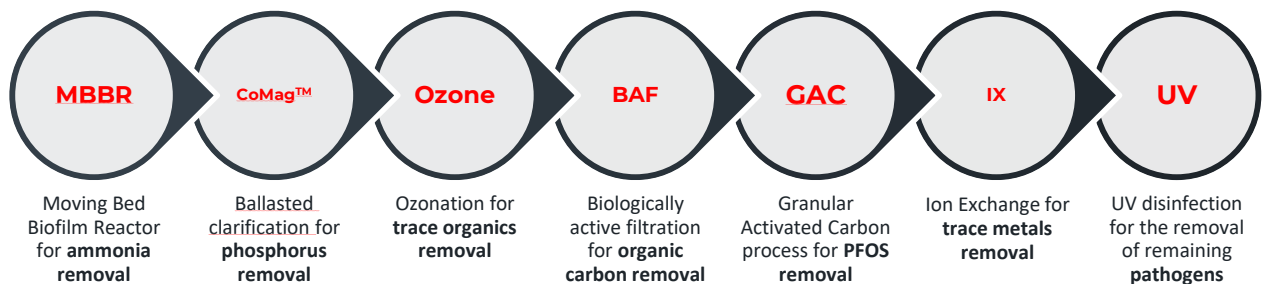 MBBR
CoMag™
Ozone
BAF
GAC
IX
UV
Moving Bed
Biofilm Reactor
for ammonia
removal
Ballasted
clarification for
phosphorus
removal
Ozonation for
trace organics
removal
Biologically
active filtration
for organic
carbon removal
Granular
Activated Carbon
process for PFOS
removal
Ion Exchange for
trace metals
removal
UV disinfection
for the removal
of remaining
pathogens